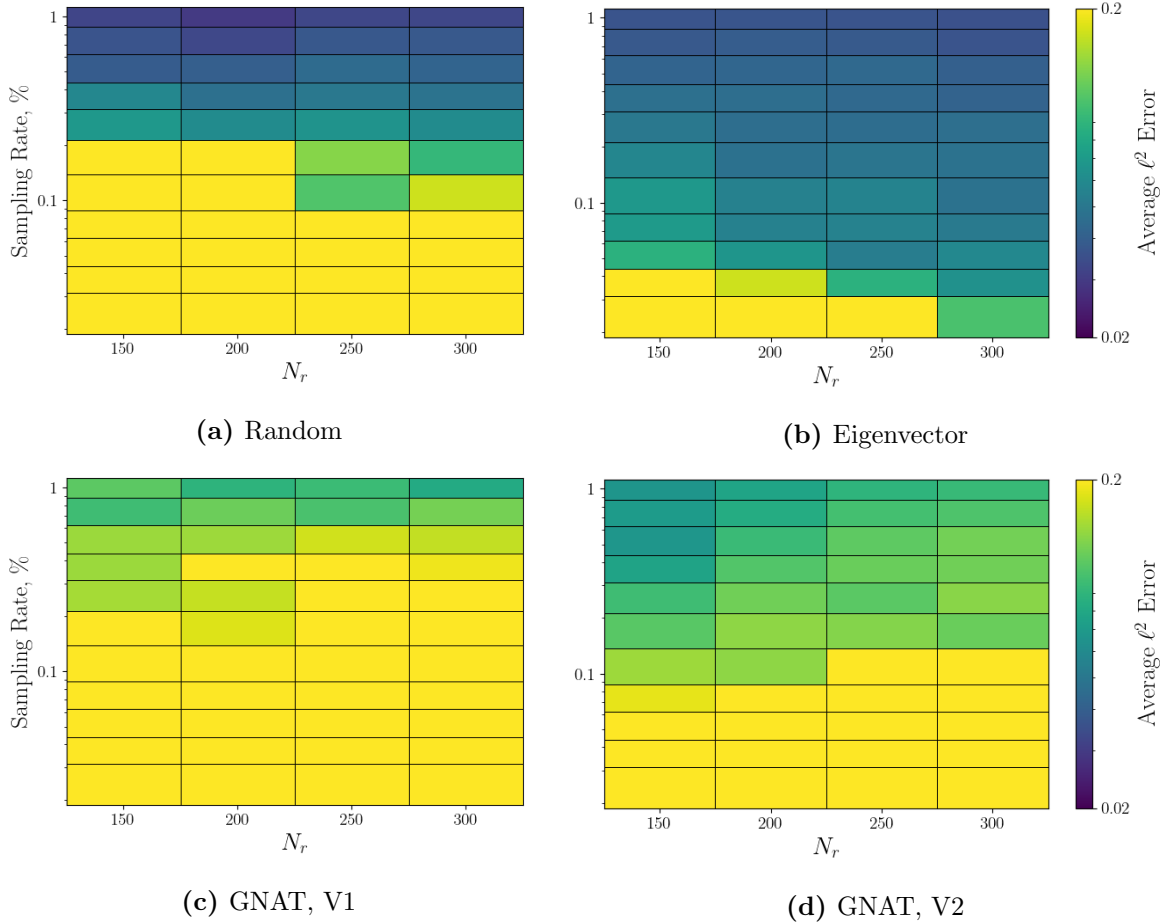 1
0.1
Sampling Rate, %
150 200 250 300
N_r
(a) Random
1
0.1
150 200 250 300
N_r
0.2
0.02
Average ℓ² Error
(b) Eigenvector
1
0.1
Sampling Rate, %
150 200 250 300
N_r
(c) GNAT, V1
1
0.1
150 200 250 300
N_r
0.2
0.02
Average ℓ² Error
(d) GNAT, V2